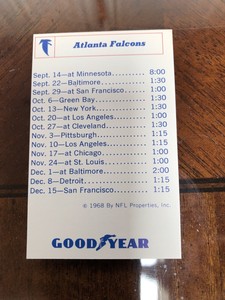 Atlanta Falcons
Sept. 14—at Minnesota.......... 8:00
Sept. 22—Baltimore.............. 1:30
Sept. 29—at San Francisco.... 1:00
Oct. 6—Green Bay................ 1:30
Oct. 13—New York................ 1:30
Oct. 20—at Los Angeles........ 1:00
Oct. 27—at Cleveland............ 1:30
Nov. 3—Pittsburgh................ 1:15
Nov. 10—Los Angeles............ 1:15
Nov. 17—at Chicago.............. 1:00
Nov. 24—at St. Louis............ 1:00
Dec. 1—at Baltimore............ 2:00
Dec. 8—Detroit.................... 1:15
Dec. 15—San Francisco........ 1:15
© 1968 By NFL Properties, Inc.
GOODYEAR